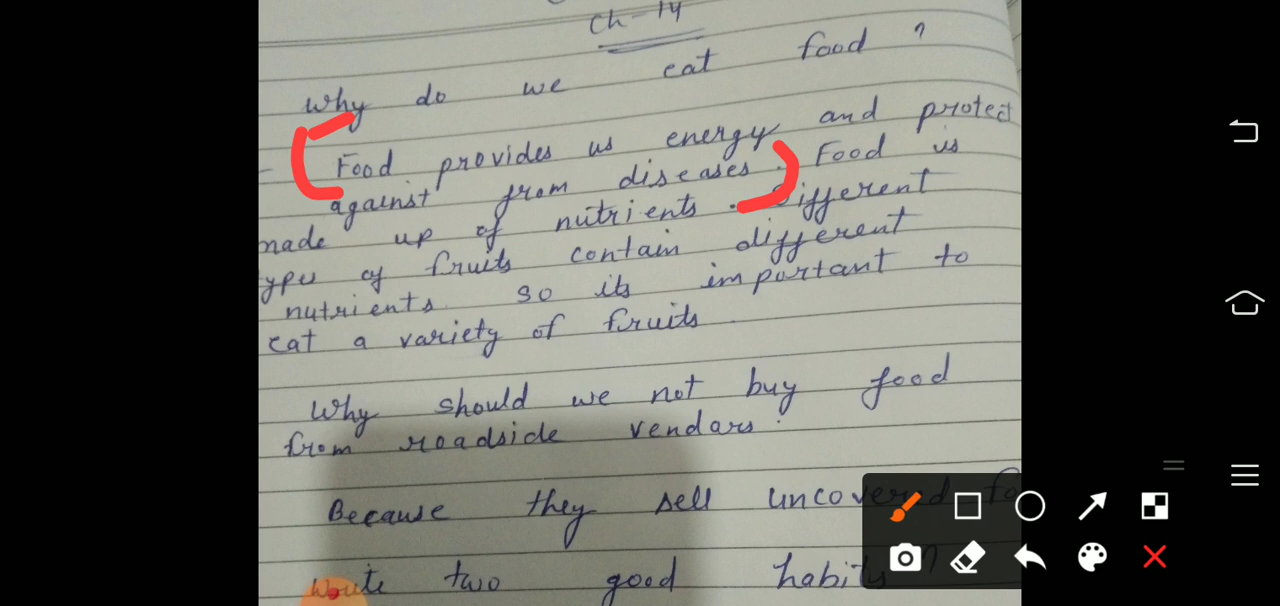 Ch - 14
Why do we eat food ?
- Food provides us energy and protect
against from diseases. Food is
made up of nutrients. Different
types of fruits contain different
nutrients so its important to
eat a variety of fruits
Why should we not buy food
from roadside vendars.
Because they sell uncovered
Write two good habits